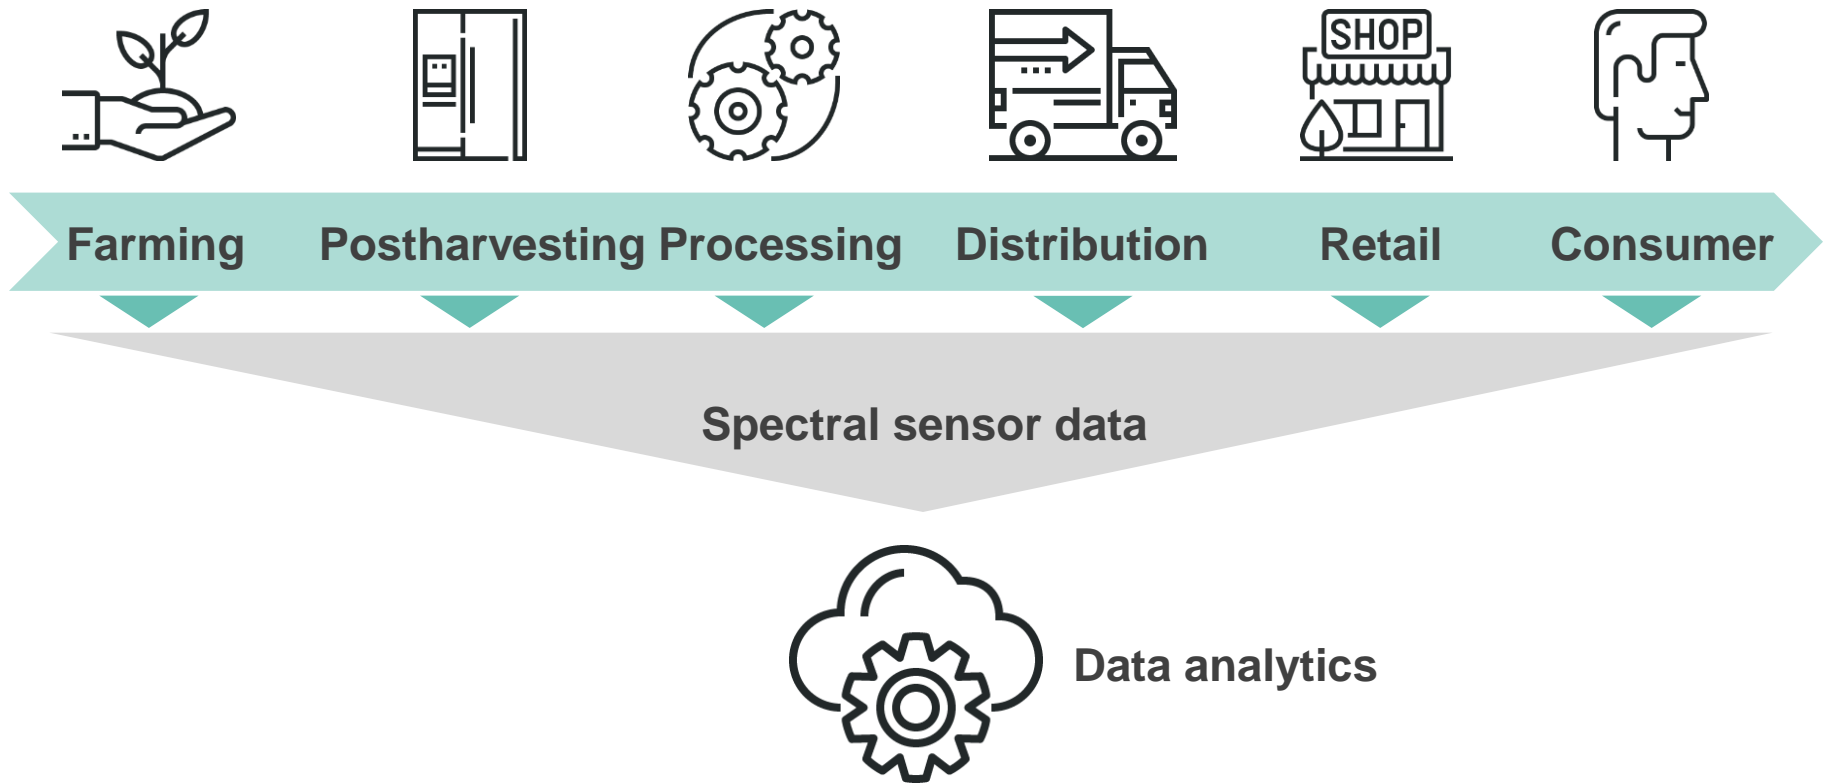 SHOP
Farming Postharvesting Processing Distribution Retail Consumer
Spectral sensor data
Data analytics